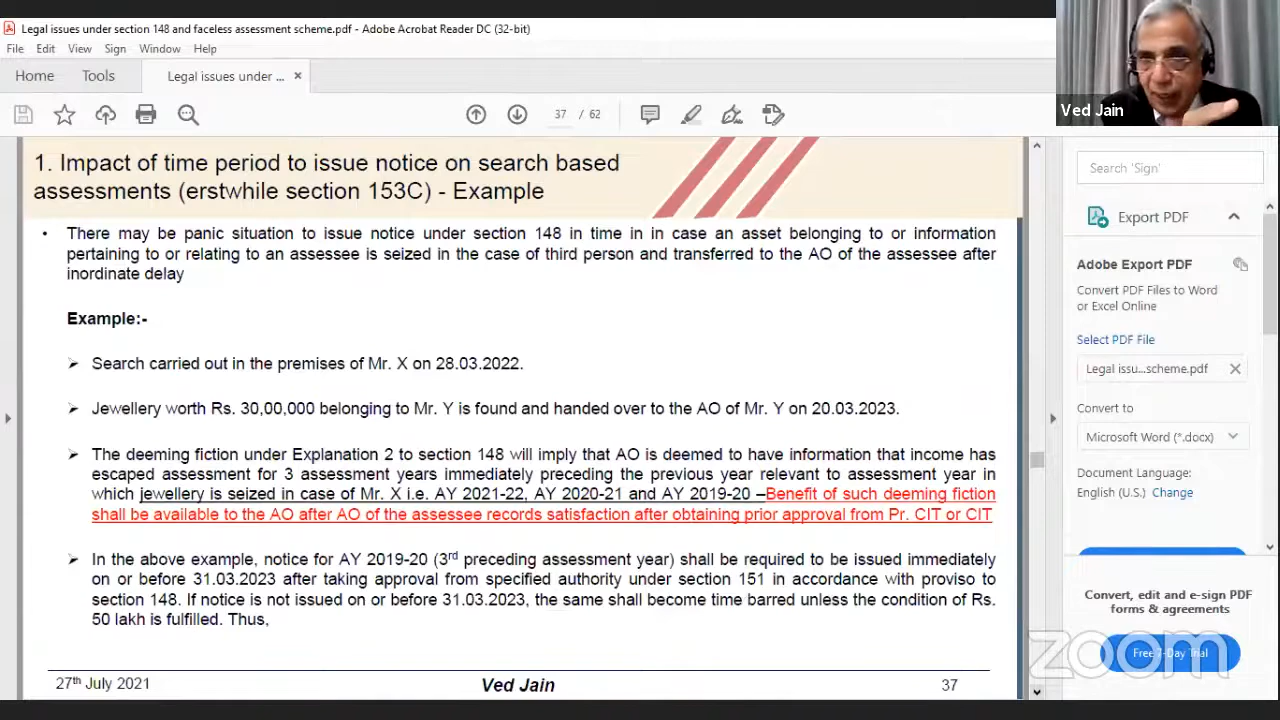 Legal issues under section 148 and faceless assessment scheme.pdf - Adobe Acrobat Reader DC (32-bit)
File Edit View Sign Window Help
Home Tools Legal issues under ... ×
37 / 62
Ved Jain
1. Impact of time period to issue notice on search based
assessments (erstwhile section 153C) - Example
• There may be panic situation to issue notice under section 148 in time in in case an asset belonging to or information
pertaining to or relating to an assessee is seized in the case of third person and transferred to the AO of the assessee after
inordinate delay
Example:-
➢ Search carried out in the premises of Mr. X on 28.03.2022.
➢ Jewellery worth Rs. 30,00,000 belonging to Mr. Y is found and handed over to the AO of Mr. Y on 20.03.2023.
➢ The deeming fiction under Explanation 2 to section 148 will imply that AO is deemed to have information that income has
escaped assessment for 3 assessment years immediately preceding the previous year relevant to assessment year in
which jewellery is seized in case of Mr. X i.e. AY 2021-22, AY 2020-21 and AY 2019-20 –Benefit of such deeming fiction
shall be available to the AO after AO of the assessee records satisfaction after obtaining prior approval from Pr. CIT or CIT
➢ In the above example, notice for AY 2019-20 (3rd preceding assessment year) shall be required to be issued immediately
on or before 31.03.2023 after taking approval from specified authority under section 151 in accordance with proviso to
section 148. If notice is not issued on or before 31.03.2023, the same shall become time barred unless the condition of Rs.
50 lakh is fulfilled. Thus,
27th July 2021 Ved Jain 37
Search 'Sign'
Export PDF
Adobe Export PDF
Convert PDF Files to Word
or Excel Online
Select PDF File
Legal issu...scheme.pdf ×
Convert to
Microsoft Word (*.docx)
Document Language:
English (U.S.) Change
Convert, edit and e-sign PDF
forms & agreements
Free 7-Day Trial
zoom